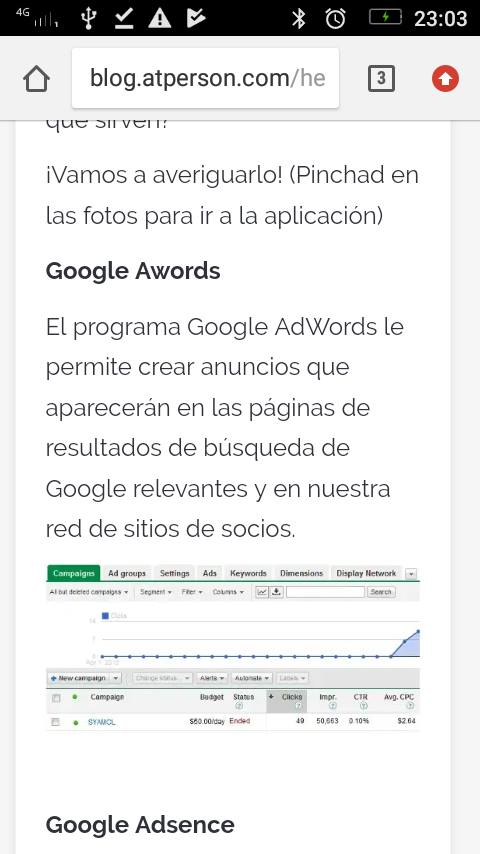 4G 23:03
blog.atperson.com/he 3
que sirven?
¡Vamos a averiguarlo! (Pinchad en
las fotos para ir a la aplicación)
Google Awords
El programa Google AdWords le
permite crear anuncios que
aparecerán en las páginas de
resultados de búsqueda de
Google relevantes y en nuestra
red de sitios de socios.
Campaigns Ad groups Settings Ads Keywords Dimensions Display Network
All but deleted campaigns Segment Filter Columns Search
Clicks
14
7
0
Apr 1, 2010
+ New campaign Change status... Alerts Automate Labels
Campaign Budget Status Clicks Impr. CTR Avg. CPC
? ? ? ? ?
$50.00/day Ended 49 50,663 0.10% $2.64
Google Adsence